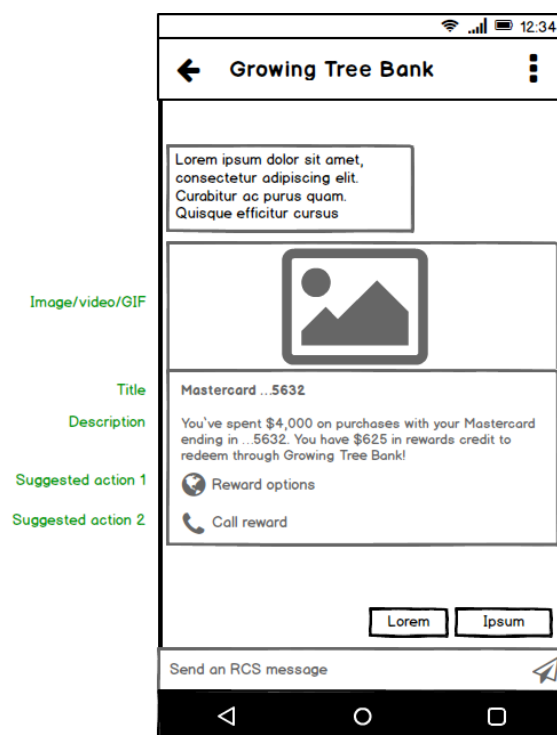 12:34
Growing Tree Bank
Lorem ipsum dolor sit amet,
consectetur adipiscing elit.
Curabitur ac purus quam.
Quisque efficitur cursus
Image/video/GIF
Title
Mastercard ...5632
Description
You`ve spent $4,000 on purchases with your Mastercard
ending in ...5632. You have $625 in rewards credit to
redeem through Growing Tree Bank!
Suggested action 1
Reward options
Suggested action 2
Call reward
Lorem
Ipsum
Send an RCS message